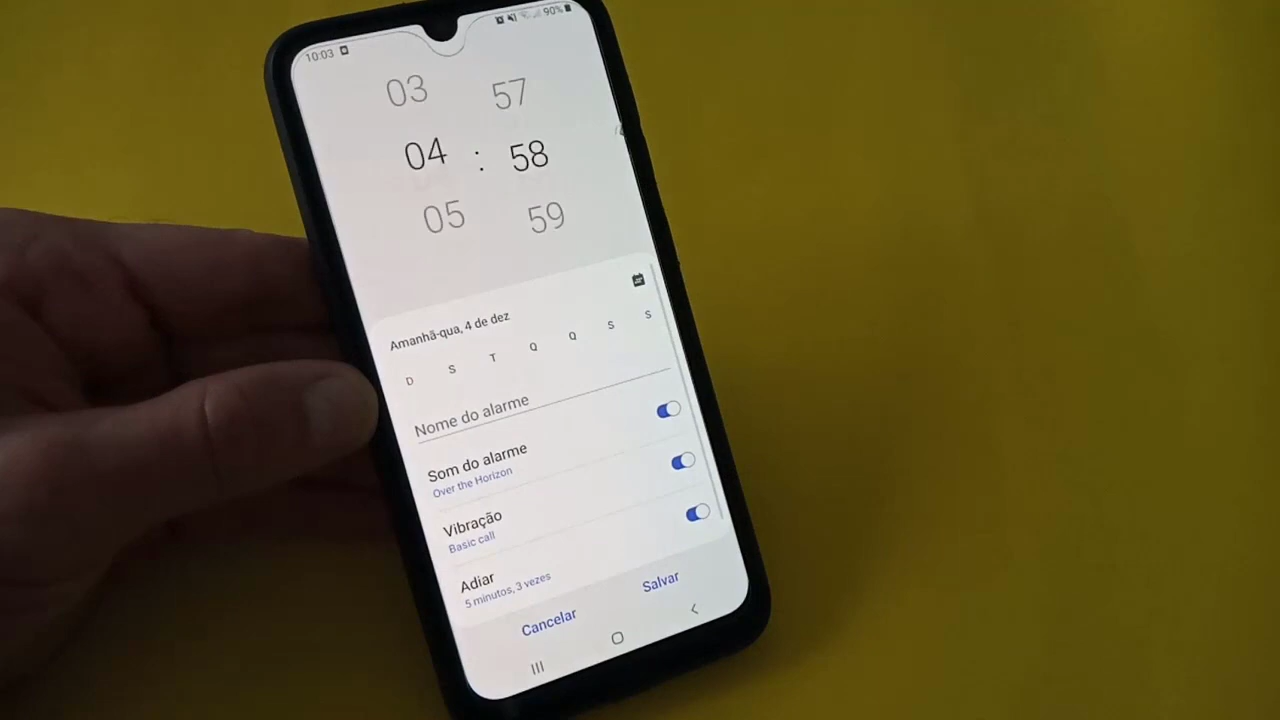 10:03 90%
03 57
04 : 58
05 59
Amanhã-qua, 4 de dez
D S T Q Q S S
Nome do alarme
Som do alarme
Over the Horizon
Vibração
Basic call
Adiar
5 minutos, 3 vezes
Cancelar Salvar